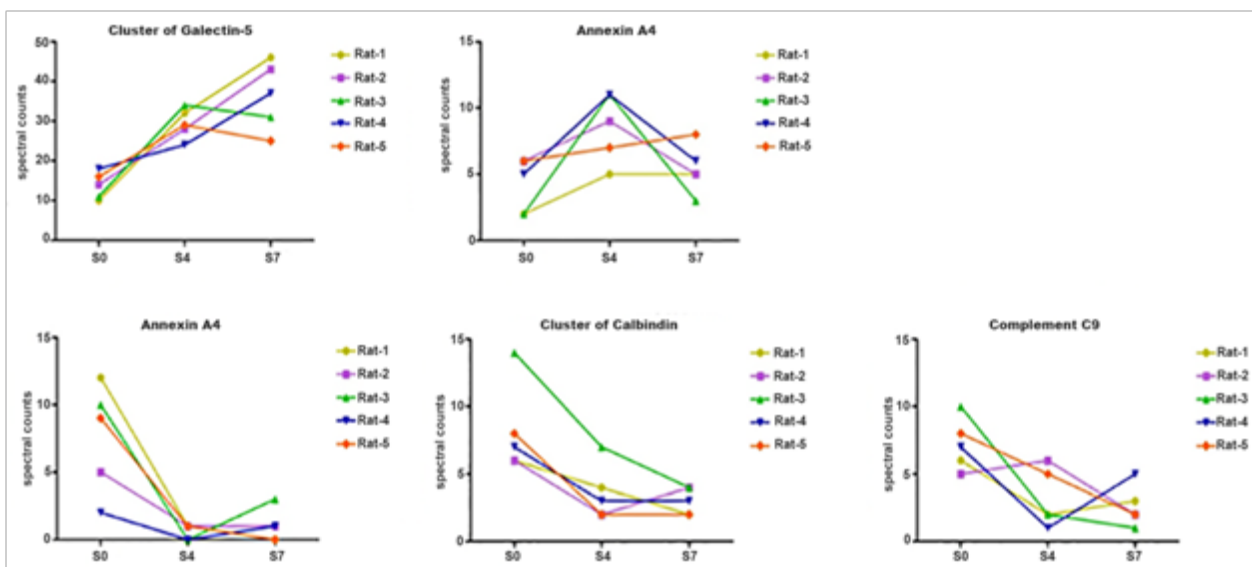 Cluster of Galectin-5
spectral counts
50
40
30
20
10
0
S0 S4 S7
Rat-1
Rat-2
Rat-3
Rat-4
Rat-5
Annexin A4
spectral counts
15
10
5
0
S0 S4 S7
Rat-1
Rat-2
Rat-3
Rat-4
Rat-5
Annexin A4
spectral counts
15
10
5
0
S0 S4 S7
Rat-1
Rat-2
Rat-3
Rat-4
Rat-5
Cluster of Calbindin
spectral counts
15
10
5
0
S0 S4 S7
Rat-1
Rat-2
Rat-3
Rat-4
Rat-5
Complement C9
spectral counts
15
10
5
0
S0 S4 S7
Rat-1
Rat-2
Rat-3
Rat-4
Rat-5